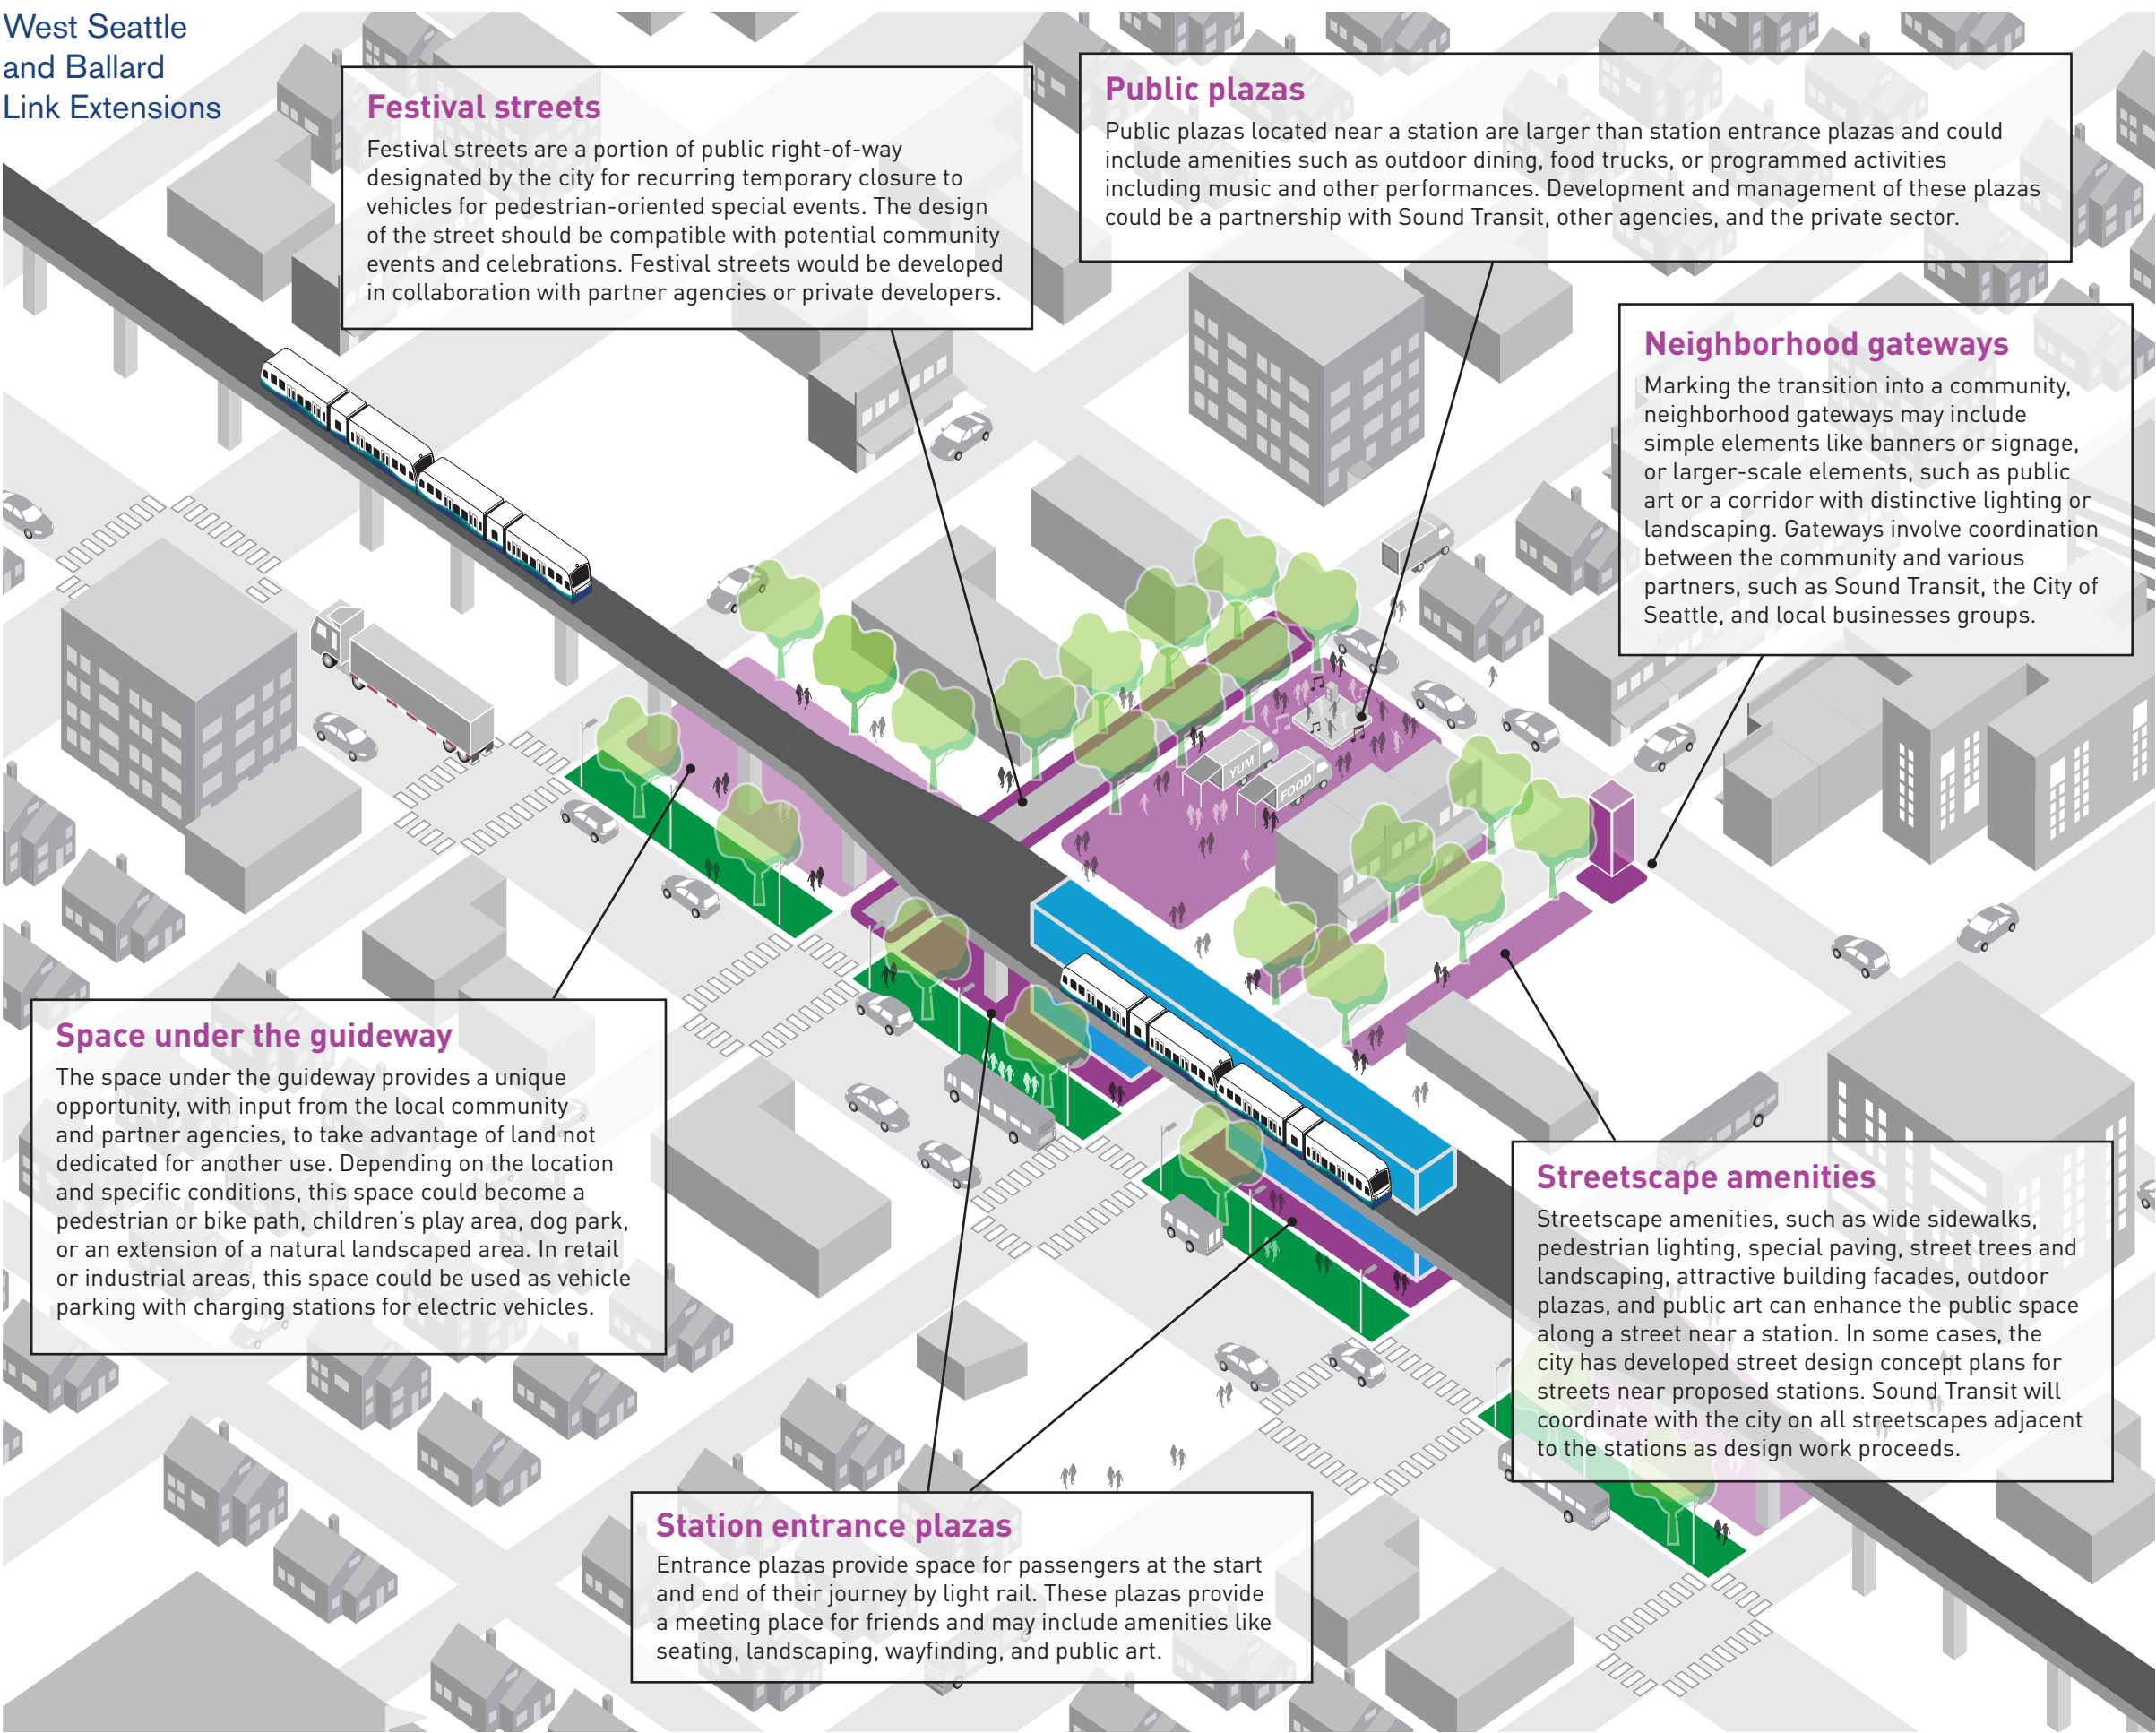 West Seattle
and Ballard
Link Extensions
Festival streets
Festival streets are a portion of public right-of-way
designated by the city for recurring temporary closure to
vehicles for pedestrian-oriented special events. The design
of the street should be compatible with potential community
events and celebrations. Festival streets would be developed
in collaboration with partner agencies or private developers.
Public plazas
Public plazas located near a station are larger than station entrance plazas and could
include amenities such as outdoor dining, food trucks, or programmed activities
including music and other performances. Development and management of these plazas
could be a partnership with Sound Transit, other agencies, and the private sector.
Neighborhood gateways
Marking the transition into a community,
neighborhood gateways may include
simple elements like banners or signage,
or larger-scale elements, such as public
art or a corridor with distinctive lighting or
landscaping. Gateways involve coordination
between the community and various
partners, such as Sound Transit, the City of
Seattle, and local businesses groups.
YUM
FOOD
Space under the guideway
The space under the guideway provides a unique
opportunity, with input from the local community
and partner agencies, to take advantage of land not
dedicated for another use. Depending on the location
and specific conditions, this space could become a
pedestrian or bike path, children's play area, dog park,
or an extension of a natural landscaped area. In retail
or industrial areas, this space could be used as vehicle
parking with charging stations for electric vehicles.
Streetscape amenities
Streetscape amenities, such as wide sidewalks,
pedestrian lighting, special paving, street trees and
landscaping, attractive building facades, outdoor
plazas, and public art can enhance the public space
along a street near a station. In some cases, the
city has developed street design concept plans for
streets near proposed stations. Sound Transit will
coordinate with the city on all streetscapes adjacent
to the stations as design work proceeds.
Station entrance plazas
Entrance plazas provide space for passengers at the start
and end of their journey by light rail. These plazas provide
a meeting place for friends and may include amenities like
seating, landscaping, wayfinding, and public art.